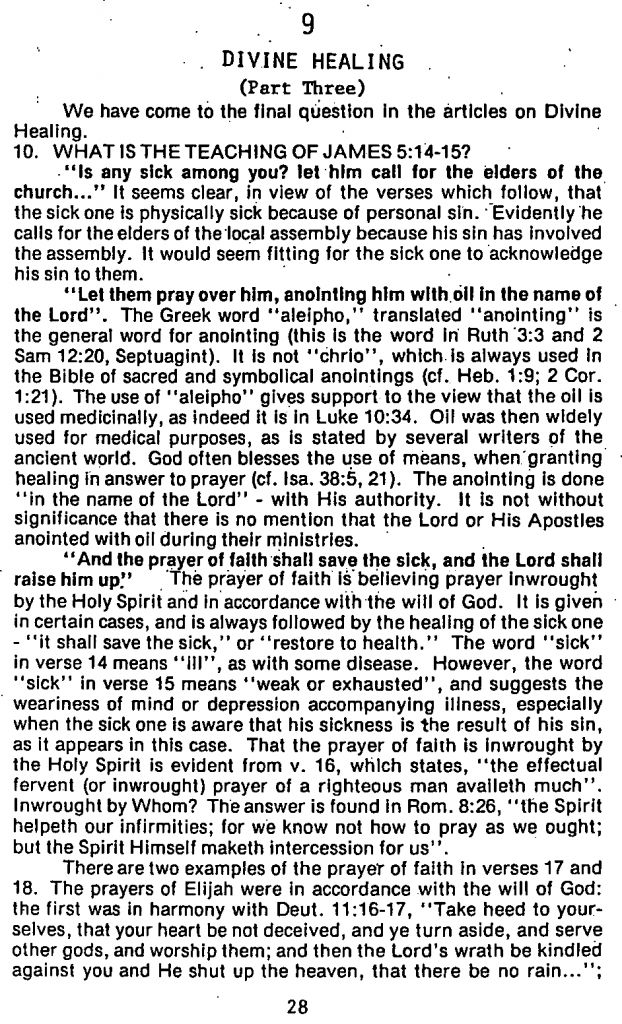 9
DIVINE HEALING
(Part Three)
We have come to the final question in the articles on Divine
Healing.
10. WHAT IS THE TEACHING OF JAMES 5:14-15?
"Is any sick among you? let him call for the elders of the
church..." It seems clear, in view of the verses which follow, that
the sick one is physically sick because of personal sin. Evidently he
calls for the elders of the local assembly because his sin has involved
the assembly. It would seem fitting for the sick one to acknowledge
his sin to them.
"Let them pray over him, anointing him with oil in the name of
the Lord". The Greek word "aleipho," translated "anointing" is
the general word for anointing (this is the word in Ruth 3:3 and 2
Sam 12:20, Septuagint). It is not "chrio", which is always used in
the Bible of sacred and symbolical anointings (cf. Heb. 1:9; 2 Cor.
1:21). The use of "aleipho" gives support to the view that the oil is
used medicinally, as indeed it is in Luke 10:34. Oil was then widely
used for medical purposes, as is stated by several writers of the
ancient world. God often blesses the use of means, when granting
healing in answer to prayer (cf. Isa. 38:5, 21). The anointing is done
"in the name of the Lord" - with His authority. It is not without
significance that there is no mention that the Lord or His Apostles
anointed with oil during their ministries.
"And the prayer of faith shall save the sick, and the Lord shall
raise him up." The prayer of faith is believing prayer inwrought
by the Holy Spirit and in accordance with the will of God. It is given
in certain cases, and is always followed by the healing of the sick one
- "it shall save the sick," or "restore to health." The word "sick"
in verse 14 means "ill", as with some disease. However, the word
"sick" in verse 15 means "weak or exhausted", and suggests the
weariness of mind or depression accompanying illness, especially
when the sick one is aware that his sickness is the result of his sin,
as it appears in this case. That the prayer of faith is inwrought by
the Holy Spirit is evident from v. 16, which states, "the effectual
fervent (or inwrought) prayer of a righteous man availeth much".
Inwrought by Whom? The answer is found in Rom. 8:26, "the Spirit
helpeth our infirmities; for we know not how to pray as we ought;
but the Spirit Himself maketh intercession for us".
There are two examples of the prayer of faith in verses 17 and
18. The prayers of Elijah were in accordance with the will of God:
the first was in harmony with Deut. 11:16-17, "Take heed to your-
selves, that your heart be not deceived, and ye turn aside, and serve
other gods, and worship them; and then the Lord's wrath be kindled
against you and He shut up the heaven, that there be no rain...";
28